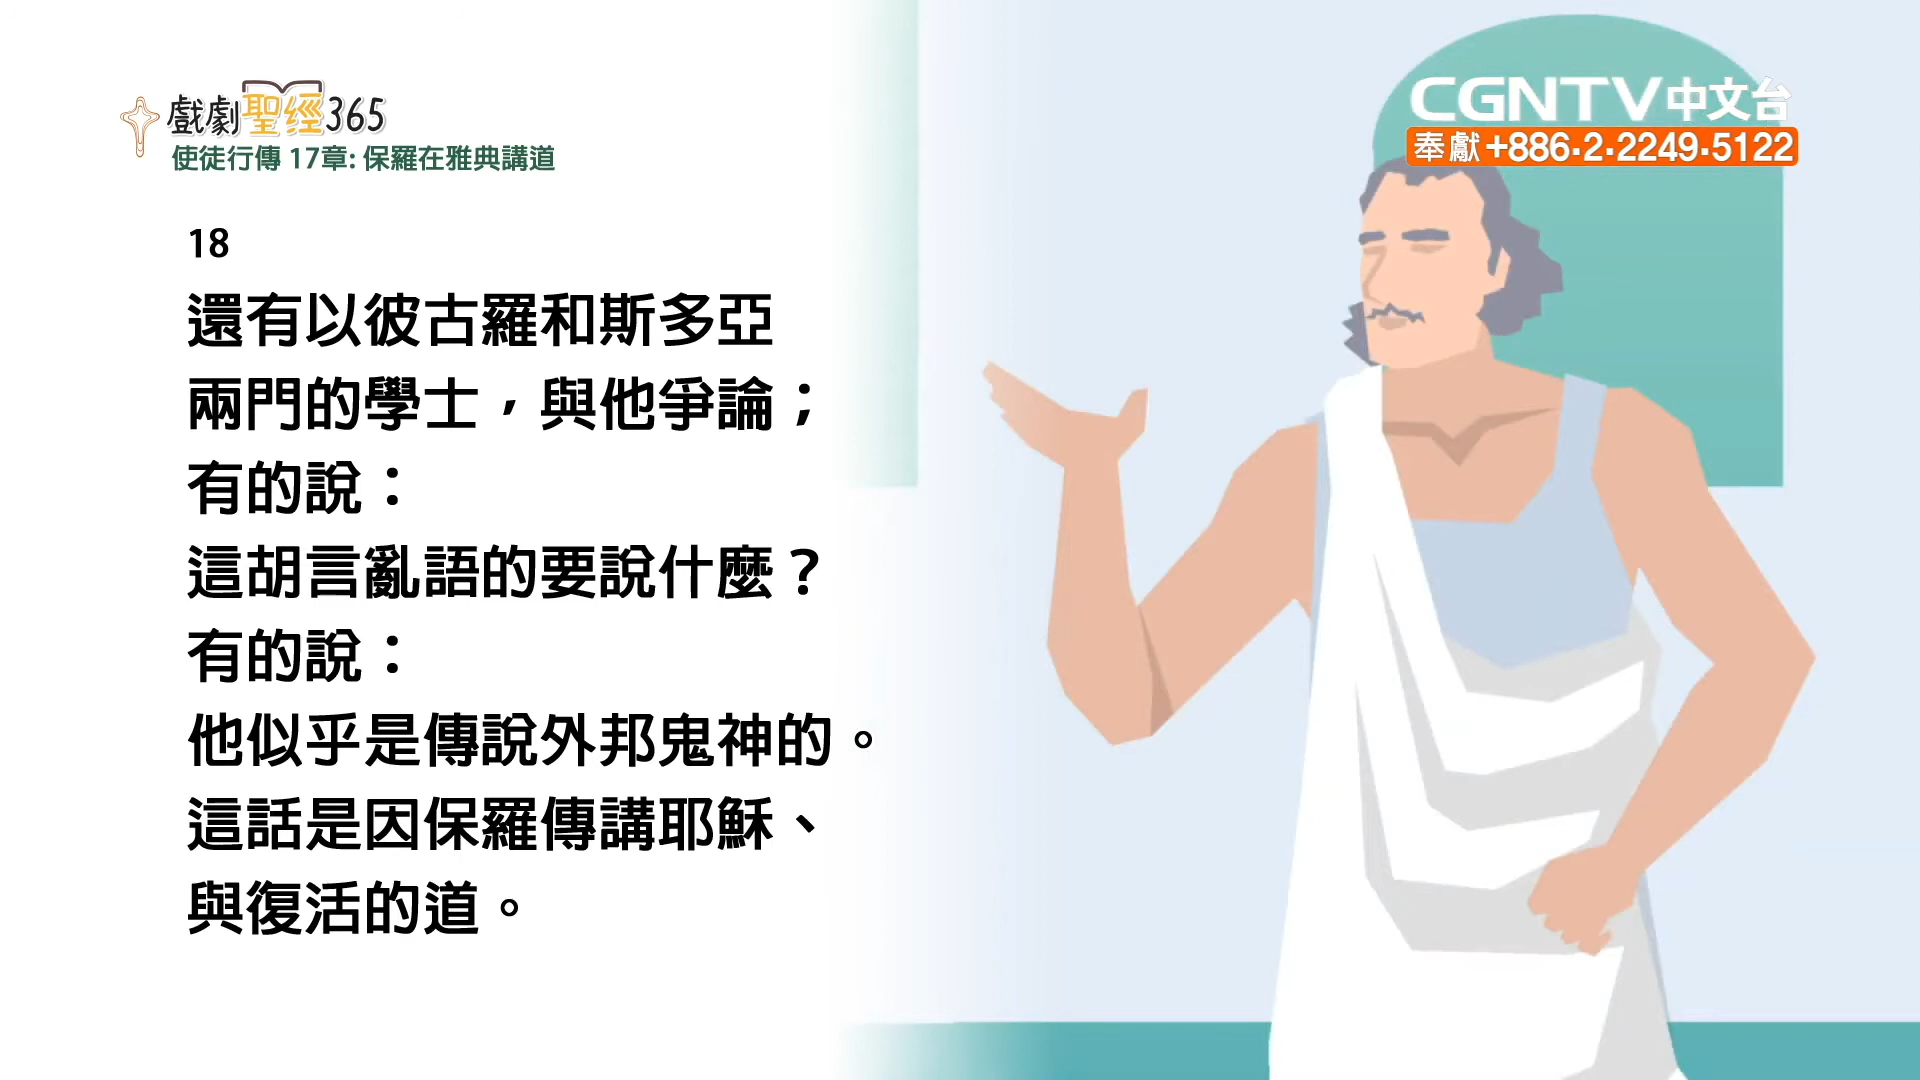 戲劇聖經365
使徒行傳 17章: 保羅在雅典講道
CGNTV中文台
奉獻 +886·2·2249·5122
18
還有以彼古羅和斯多亞
兩門的學士，與他爭論；
有的說：
這胡言亂語的要說什麼？
有的說：
他似乎是傳說外邦鬼神的。
這話是因保羅傳講耶穌、
與復活的道。